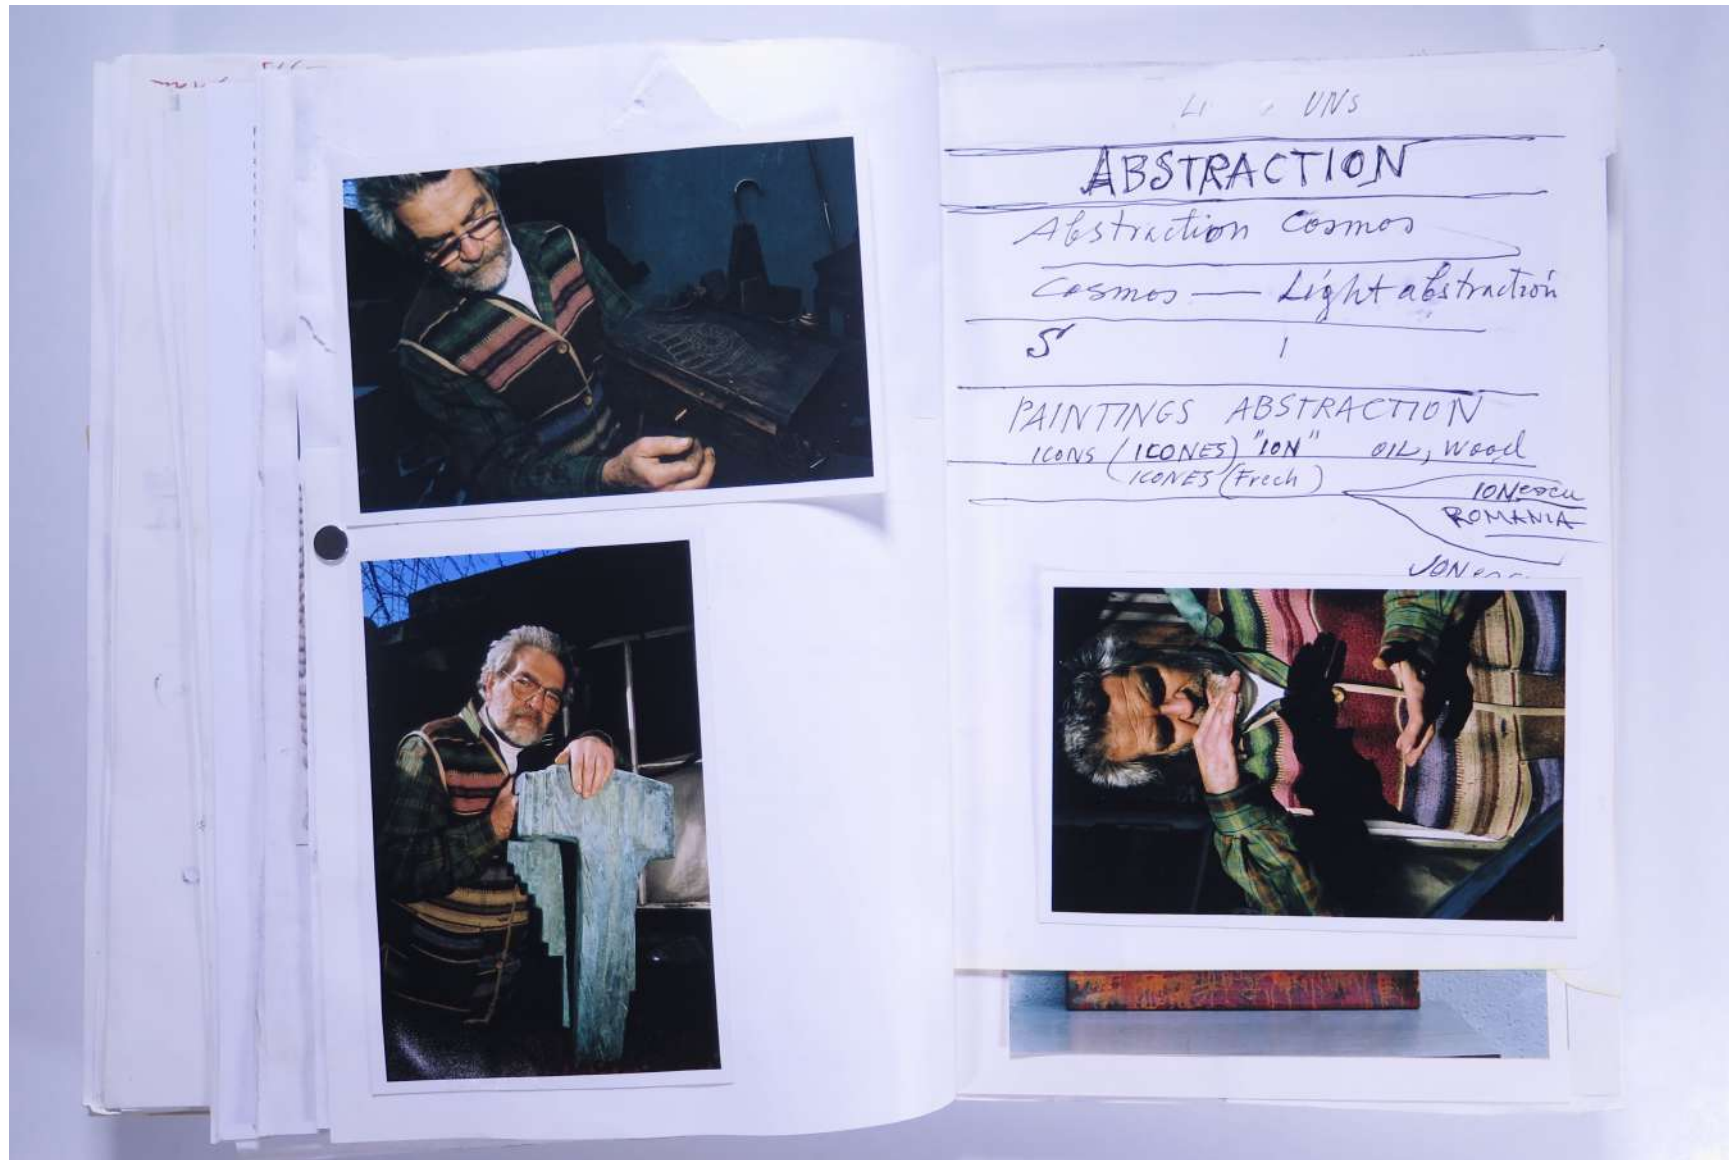 UNS
ABSTRACTION
Abstraction Cosmos
Cosmos — Light abstraction
S
PAINTINGS ABSTRACTION
ICONS (ICONES) "ION" OIL, Wood
ICONES (Frech)
IONescu
ROMANIA